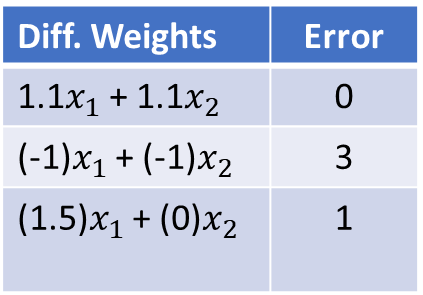 Diff. Weights Error
1.1x₁ + 1.1x₂ 0
(-1)x₁ + (-1)x₂ 3
(1.5)x₁ + (0)x₂ 1